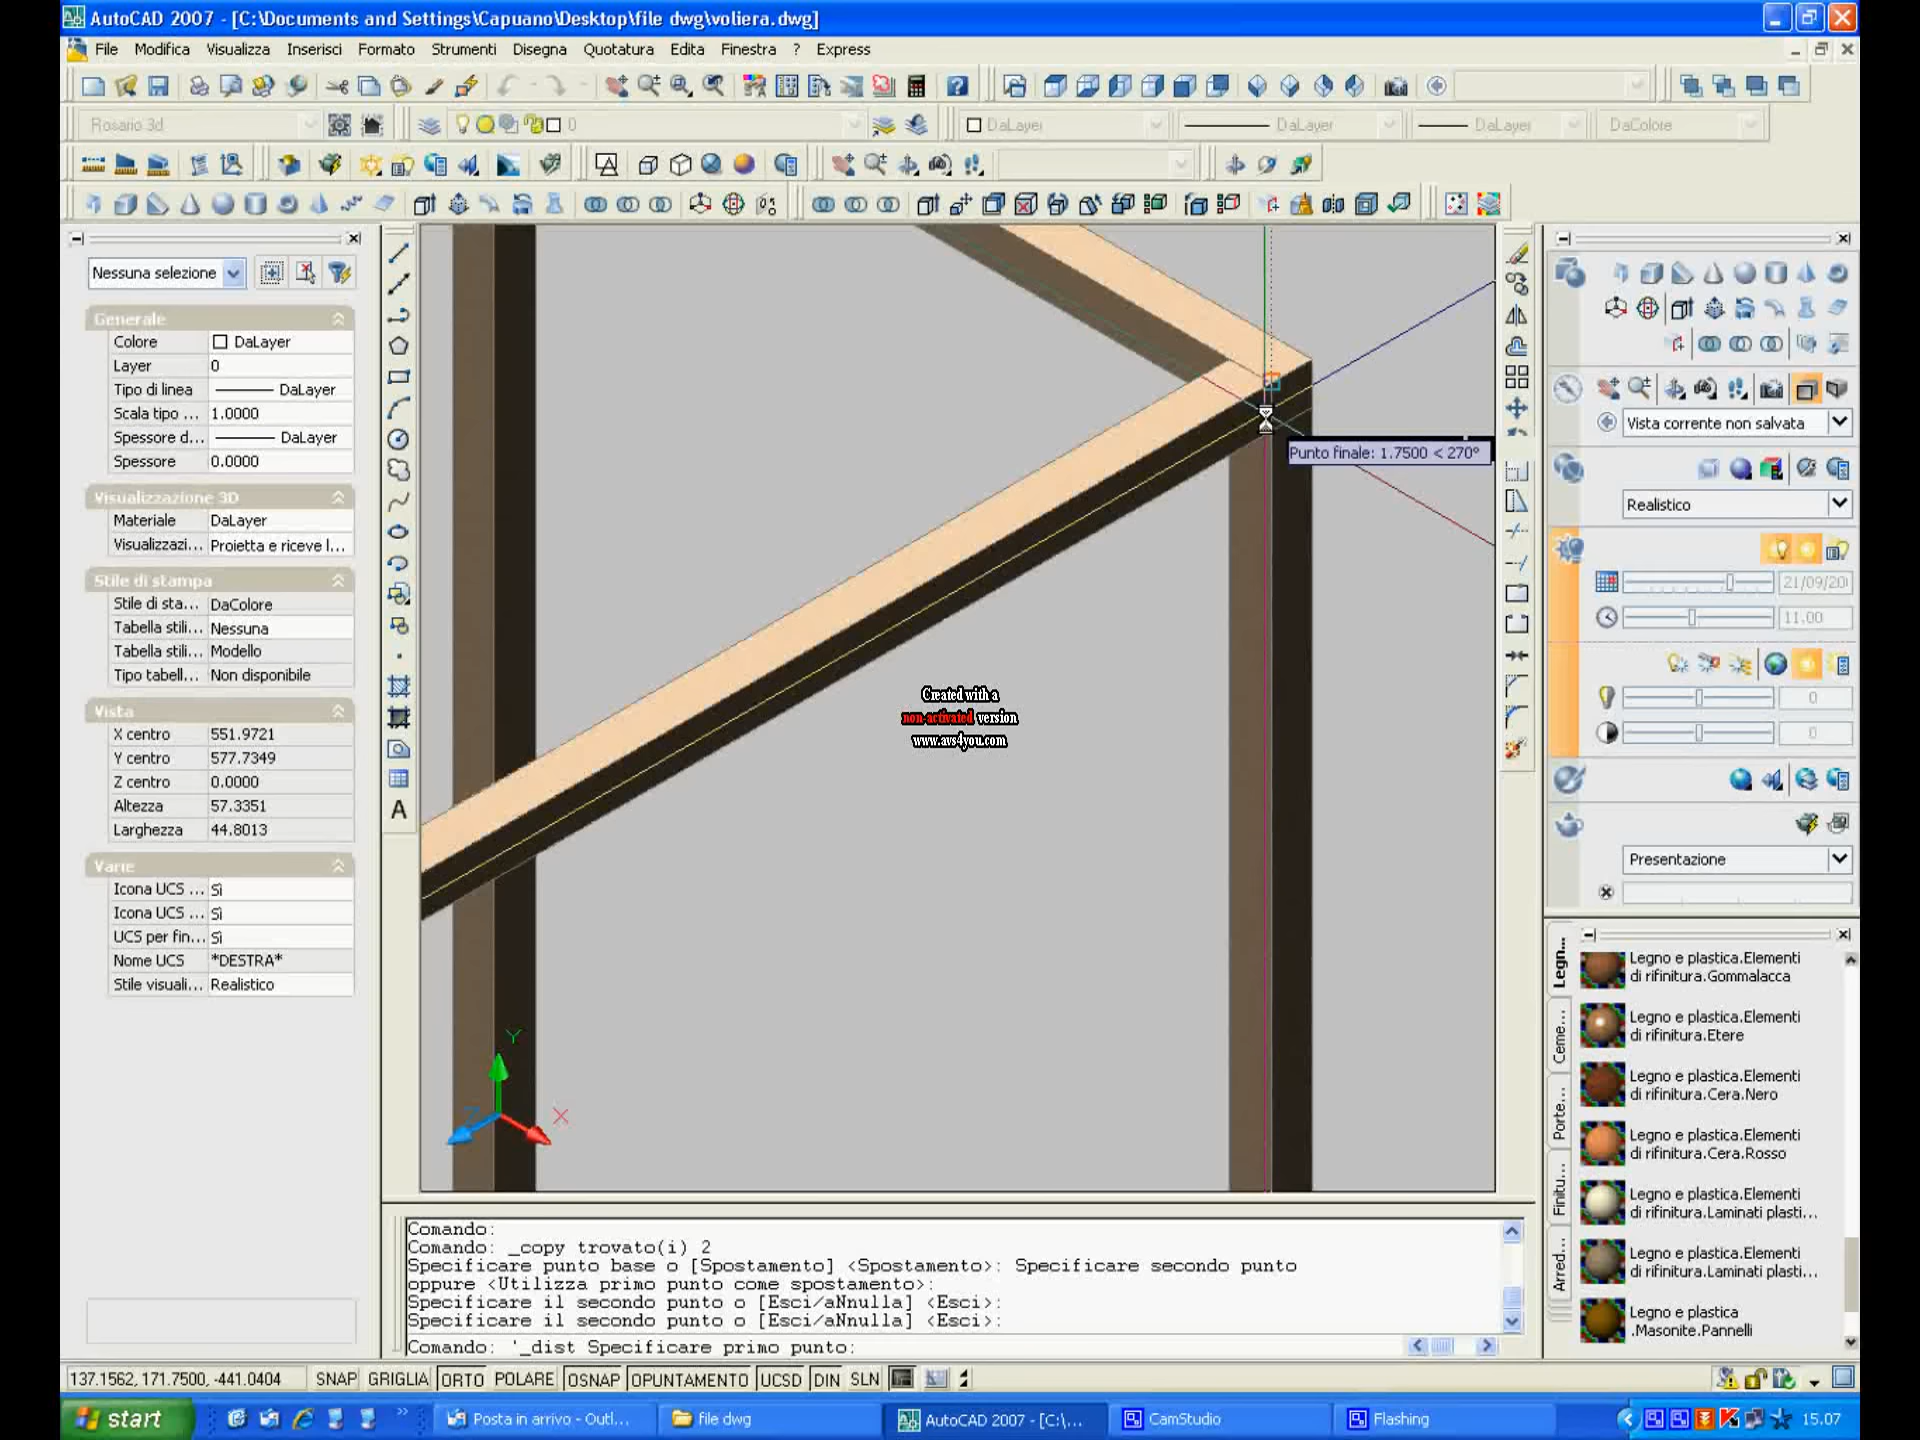 AutoCAD 2007 - [C:\Documents and Settings\Capuano\Desktop\file dwg\voliera.dwg]
File Modifica Visualizza Inserisci Formato Strumenti Disegna Quotatura Edita Finestra ? Express
Rosario 3d 0 DaLayer DaLayer DaLayer DaColore
Nessuna selezione
Generale
Colore DaLayer
Layer 0
Tipo di linea DaLayer
Scala tipo ... 1.0000
Spessore d... DaLayer
Spessore 0.0000
Visualizzazione 3D
Materiale DaLayer
Visualizzazi... Proietta e riceve l...
Stile di stampa
Stile di sta... DaColore
Tabella stili... Nessuna
Tabella stili... Modello
Tipo tabell... Non disponibile
Vista
X centro 551.9721
Y centro 577.7349
Z centro 0.0000
Altezza 57.3351
Larghezza 44.8013
Varie
Icona UCS ... Sì
Icona UCS ... Sì
UCS per fin... Sì
Nome UCS *DESTRA*
Stile visuali... Realistico
A
Punto finale: 1.7500 < 270°
Created with a
non-activated version
www.avs4you.com
Y
Z
X
Vista corrente non salvata
Realistico
21/09/200
11.00
0
0
Presentazione
Legn...
Ceme...
Porte...
Finitu...
Arred...
Legno e plastica.Elementi
di rifinitura.Gommalacca
Legno e plastica.Elementi
di rifinitura.Etere
Legno e plastica.Elementi
di rifinitura.Cera.Nero
Legno e plastica.Elementi
di rifinitura.Cera.Rosso
Legno e plastica.Elementi
di rifinitura.Laminati plasti...
Legno e plastica.Elementi
di rifinitura.Laminati plasti...
Legno e plastica
.Masonite.Pannelli
Comando:
Comando: _copy trovato(i) 2
Specificare punto base o [Spostamento] <Spostamento>: Specificare secondo punto
oppure <Utilizza primo punto come spostamento>:
Specificare il secondo punto o [Esci/aNnulla] <Esci>:
Specificare il secondo punto o [Esci/aNnulla] <Esci>:
Comando: '_dist Specificare primo punto:
137.1562, 171.7500, -441.0404 SNAP GRIGLIA ORTO POLARE OSNAP OPUNTAMENTO UCSD DIN SLN
start Posta in arrivo - Outl... file dwg AutoCAD 2007 - [C:\... CamStudio Flashing 15.07